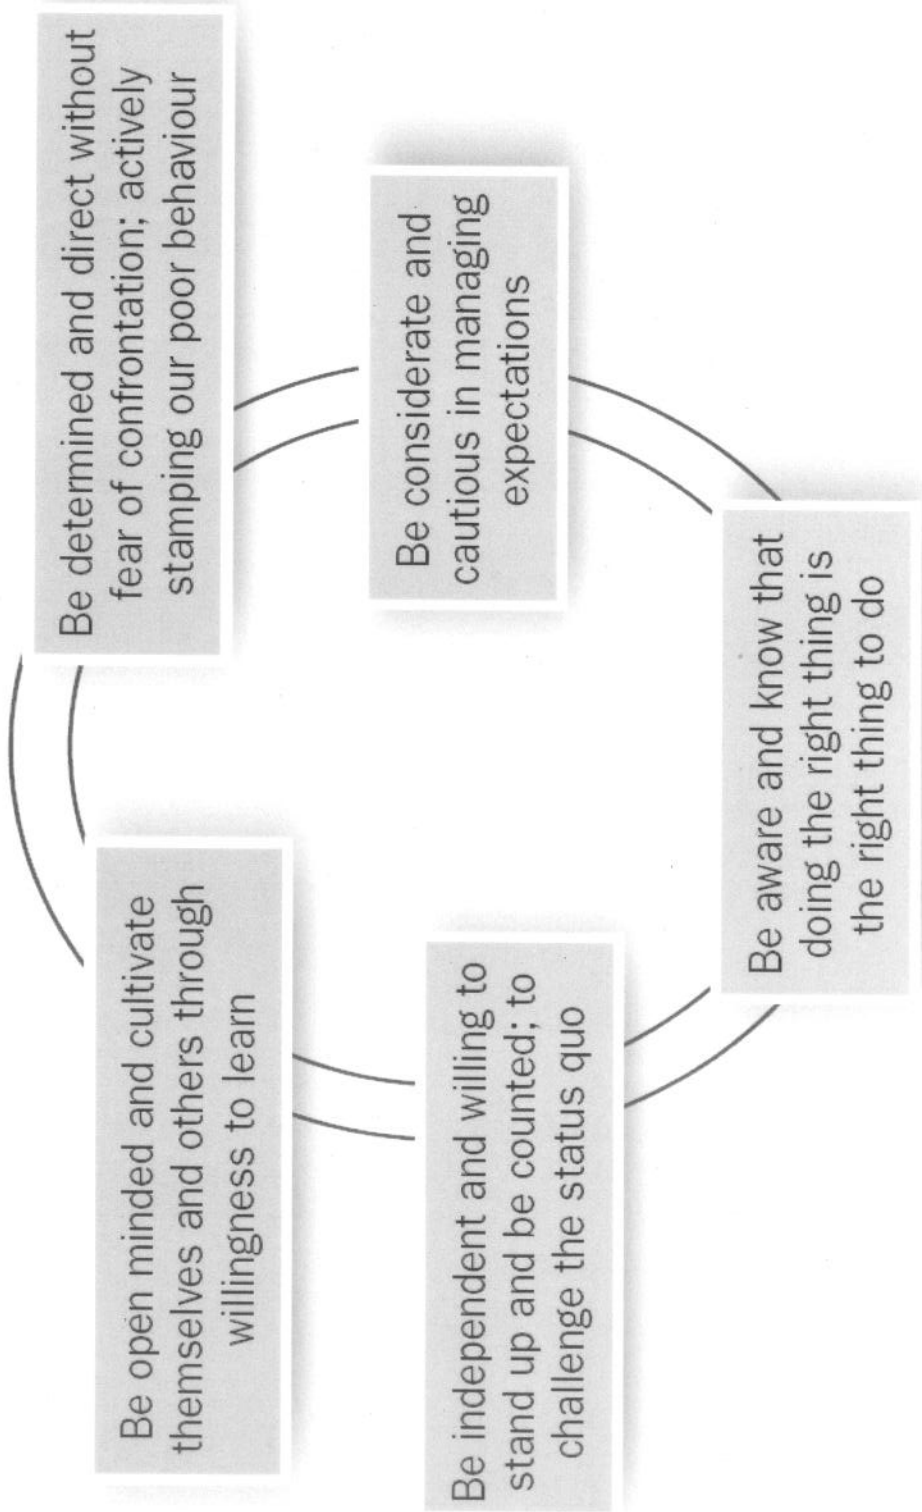 Be open minded and cultivate
themselves and others through
willingness to learn
Be determined and direct without
fear of confrontation; actively
stamping our poor behaviour
Be considerate and
cautious in managing
expectations
Be aware and know that
doing the right thing is
the right thing to do
Be independent and willing to
stand up and be counted; to
challenge the status quo